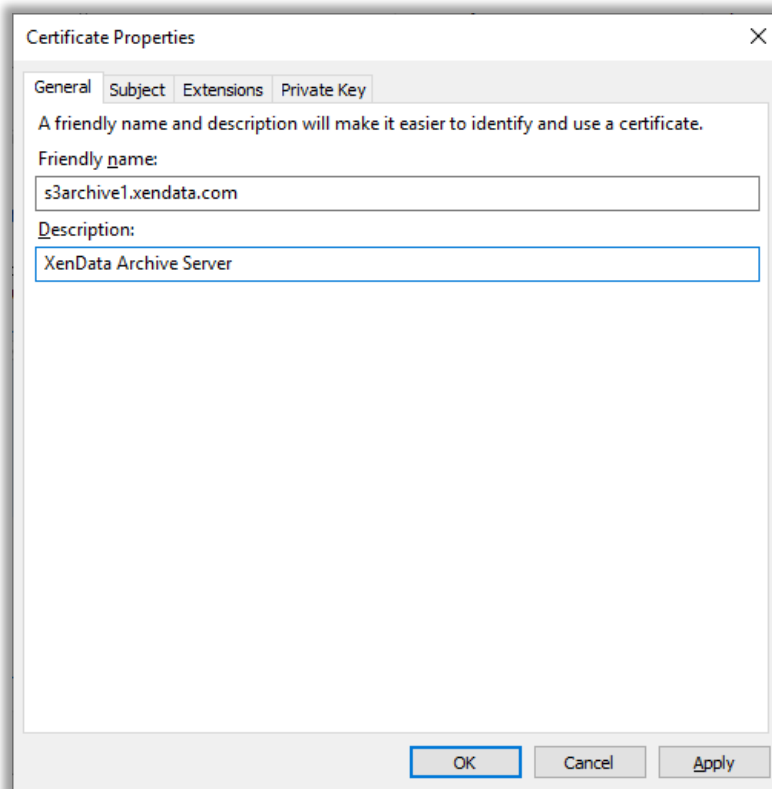 Certificate Properties
General Subject Extensions Private Key
A friendly name and description will make it easier to identify and use a certificate.
Friendly name:
s3archive1.xendata.com
Description:
XenData Archive Server
OK Cancel Apply